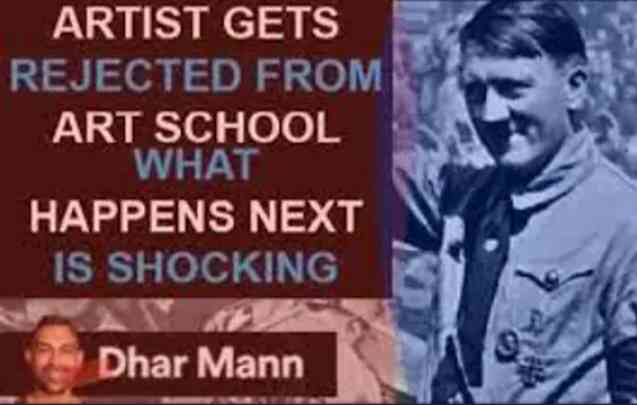 ARTIST GETS
REJECTED FROM
ART SCHOOL
WHAT
HAPPENS NEXT
IS SHOCKING
Dhar Mann